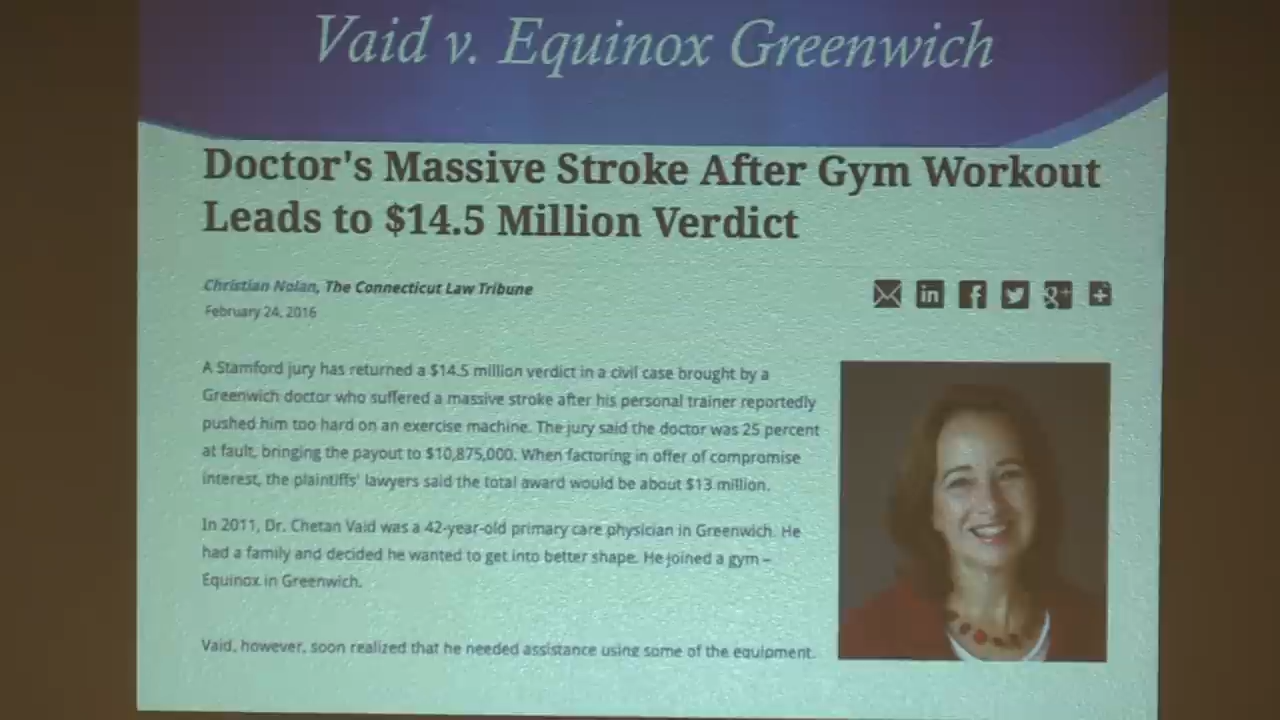 Vaid v. Equinox Greenwich
Doctor's Massive Stroke After Gym Workout
Leads to $14.5 Million Verdict
Christian Nolan, The Connecticut Law Tribune
February 24, 2016
in f g+ +
A Stamford jury has returned a $14.5 million verdict in a civil case brought by a
Greenwich doctor who suffered a massive stroke after his personal trainer reportedly
pushed him too hard on an exercise machine. The jury said the doctor was 25 percent
at fault, bringing the payout to $10,875,000. When factoring in offer of compromise
interest, the plaintiffs' lawyers said the total award would be about $13 million.
In 2011, Dr. Chetan Vaid was a 42-year-old primary care physician in Greenwich. He
had a family and decided he wanted to get into better shape. He joined a gym –
Equinox in Greenwich.
Vaid, however, soon realized that he needed assistance using some of the equipment.